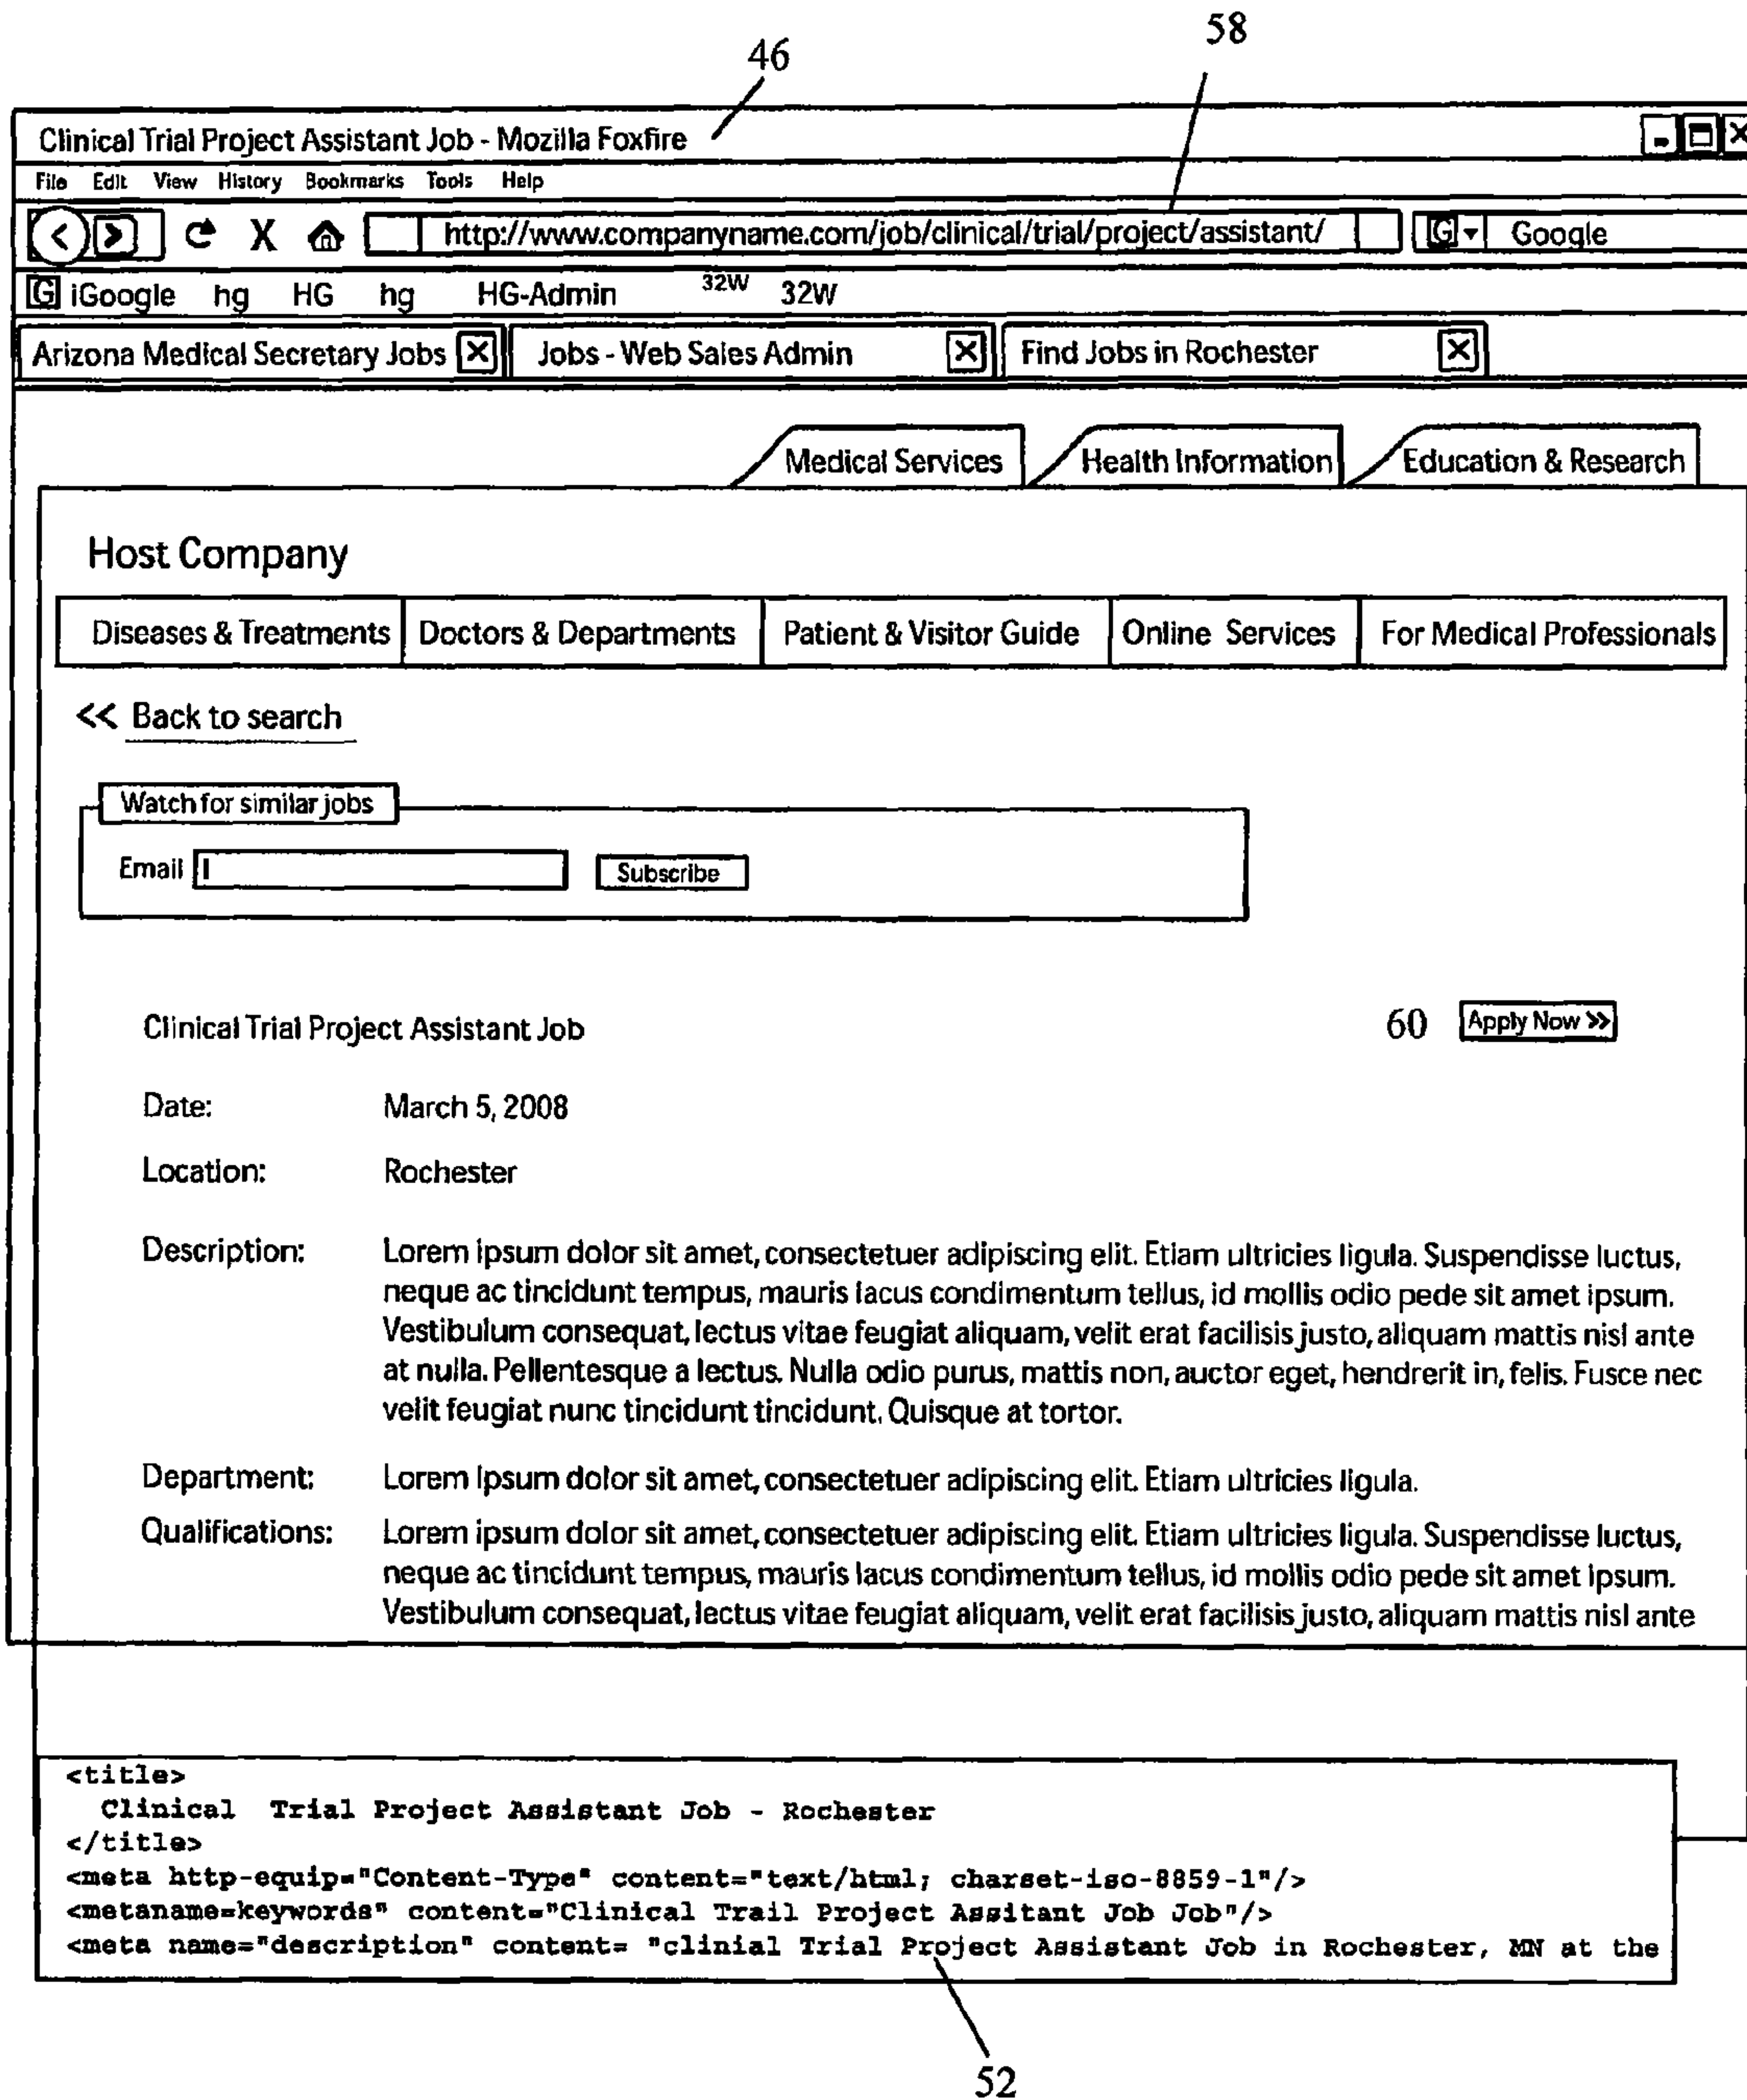 46
58
Clinical Trial Project Assistant Job - Mozilla Foxfire
File Edit View History Bookmarks Tools Help
http://www.companyname.com/job/clinical/trial/project/assistant/ G Google
G iGoogle hg HG hg HG-Admin 32W 32W
Arizona Medical Secretary Jobs X Jobs - Web Sales Admin X Find Jobs in Rochester X
Medical Services Health Information Education & Research
Host Company
Diseases & Treatments Doctors & Departments Patient & Visitor Guide Online Services For Medical Professionals
<< Back to search
Watch for similar jobs
Email Subscribe
Clinical Trial Project Assistant Job 60 Apply Now >>
Date: March 5, 2008
Location: Rochester
Description: Lorem ipsum dolor sit amet, consectetuer adipiscing elit. Etiam ultricies ligula. Suspendisse luctus,
neque ac tincidunt tempus, mauris lacus condimentum tellus, id mollis odio pede sit amet ipsum.
Vestibulum consequat, lectus vitae feugiat aliquam, velit erat facilisis justo, aliquam mattis nisl ante
at nulla. Pellentesque a lectus. Nulla odio purus, mattis non, auctor eget, hendrerit in, felis. Fusce nec
velit feugiat nunc tincidunt tincidunt. Quisque at tortor.
Department: Lorem ipsum dolor sit amet, consectetuer adipiscing elit. Etiam ultricies ligula.
Qualifications: Lorem ipsum dolor sit amet, consectetuer adipiscing elit. Etiam ultricies ligula. Suspendisse luctus,
neque ac tincidunt tempus, mauris lacus condimentum tellus, id mollis odio pede sit amet ipsum.
Vestibulum consequat, lectus vitae feugiat aliquam, velit erat facilisis justo, aliquam mattis nisl ante
<title>
Clinical Trial Project Assistant Job - Rochester
</title>
<meta http-equip="Content-Type" content="text/html; charset-iso-8859-1"/>
<metaname=keywords" content="Clinical Trail Project Assitant Job Job"/>
<meta name="description" content= "clinial Trial Project Assistant Job in Rochester, MN at the
52